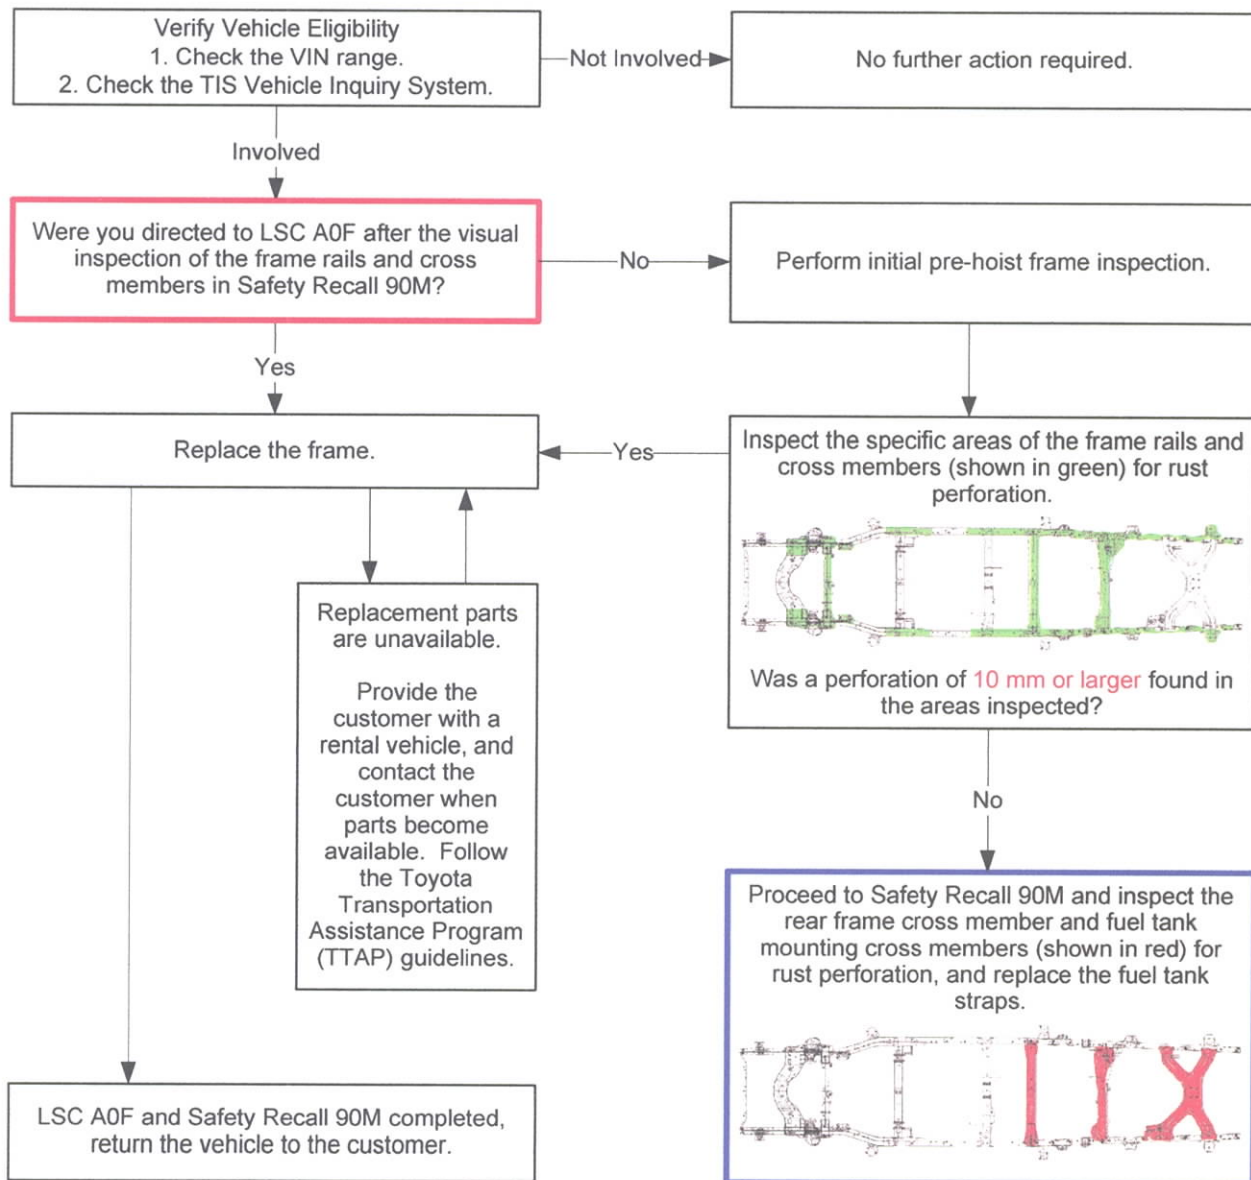 Verify Vehicle Eligibility
1. Check the VIN range.
2. Check the TIS Vehicle Inquiry System.
Not Involved
No further action required.
Involved
Were you directed to LSC A0F after the visual
inspection of the frame rails and cross
members in Safety Recall 90M?
No
Perform initial pre-hoist frame inspection.
Yes
Replace the frame.
Yes
Inspect the specific areas of the frame rails and
cross members (shown in green) for rust
perforation.
Was a perforation of 10 mm or larger found in
the areas inspected?
Replacement parts
are unavailable.
Provide the
customer with a
rental vehicle, and
contact the
customer when
parts become
available. Follow
the Toyota
Transportation
Assistance Program
(TTAP) guidelines.
No
Proceed to Safety Recall 90M and inspect the
rear frame cross member and fuel tank
mounting cross members (shown in red) for
rust perforation, and replace the fuel tank
straps.
LSC A0F and Safety Recall 90M completed,
return the vehicle to the customer.